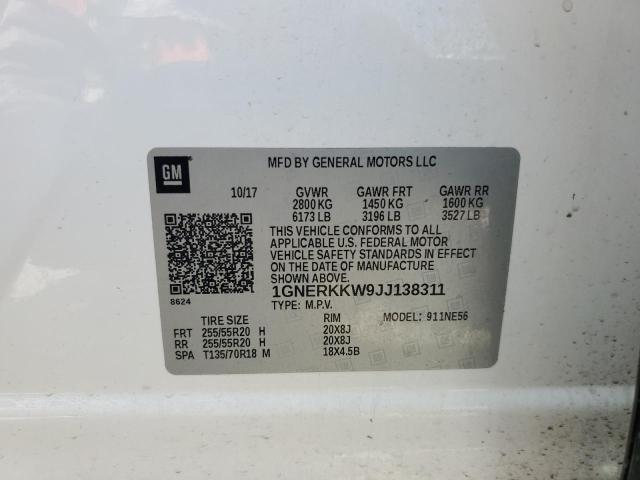 GM
MFD BY GENERAL MOTORS LLC
10/17 GVWR GAWR FRT GAWR RR
2800 KG 1450 KG 1600 KG
6173 LB 3196 LB 3527 LB
THIS VEHICLE CONFORMS TO ALL
APPLICABLE U.S. FEDERAL MOTOR
VEHICLE SAFETY STANDARDS IN EFFECT
ON THE DATE OF MANUFACTURE
SHOWN ABOVE.
8624
1GNERKKW9JJ138311
TYPE: M.P.V.
TIRE SIZE RIM MODEL: 911NE56
FRT 255/55R20 H 20X8J
RR 255/55R20 H 20X8J
SPA T135/70R18 M 18X4.5B